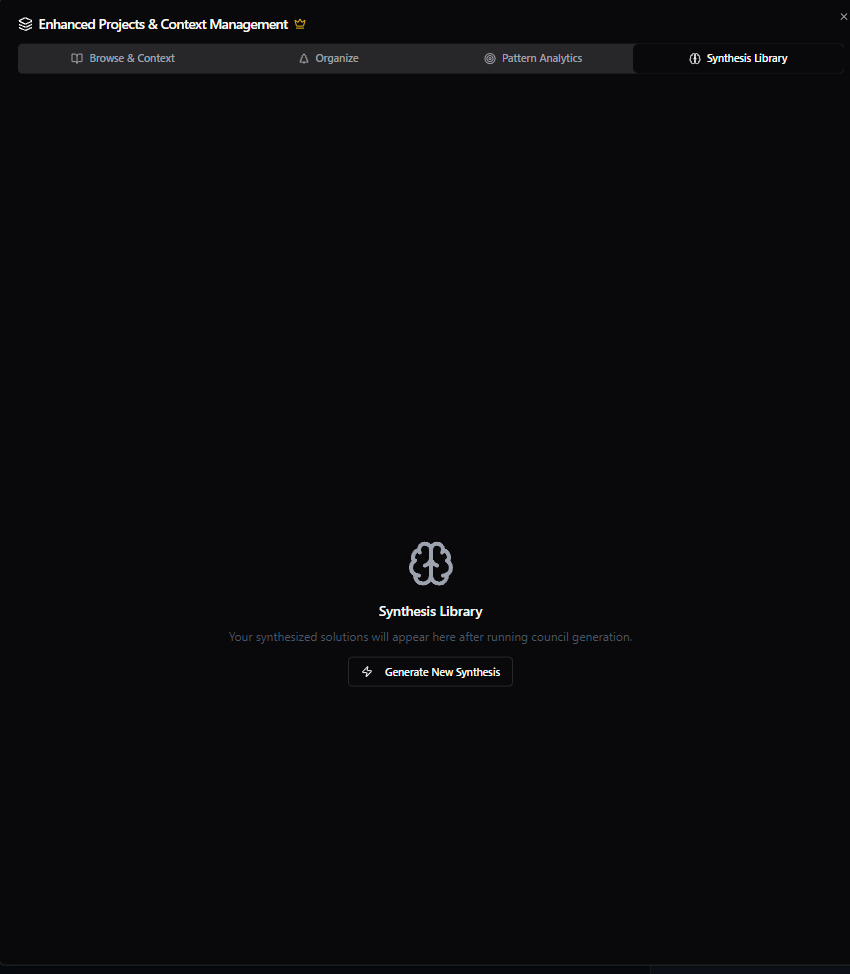 Enhanced Projects & Context Management
Browse & Context
Organize
Pattern Analytics
Synthesis Library
Synthesis Library
Your synthesized solutions will appear here after running council generation.
Generate New Synthesis